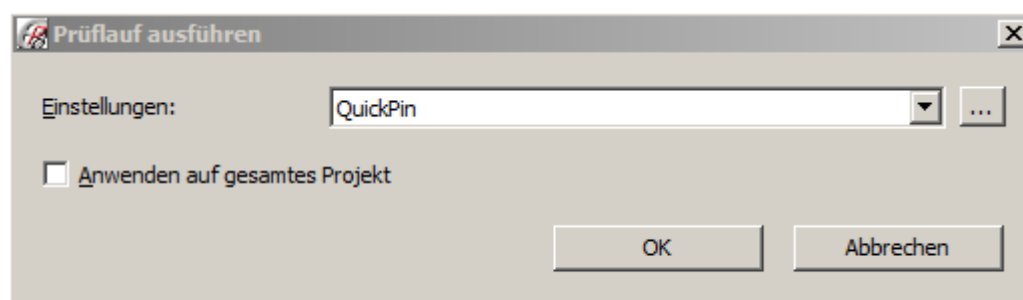 Prüflauf ausführen
Einstellungen: QuickPin ...
Anwenden auf gesamtes Projekt
OK Abbrechen